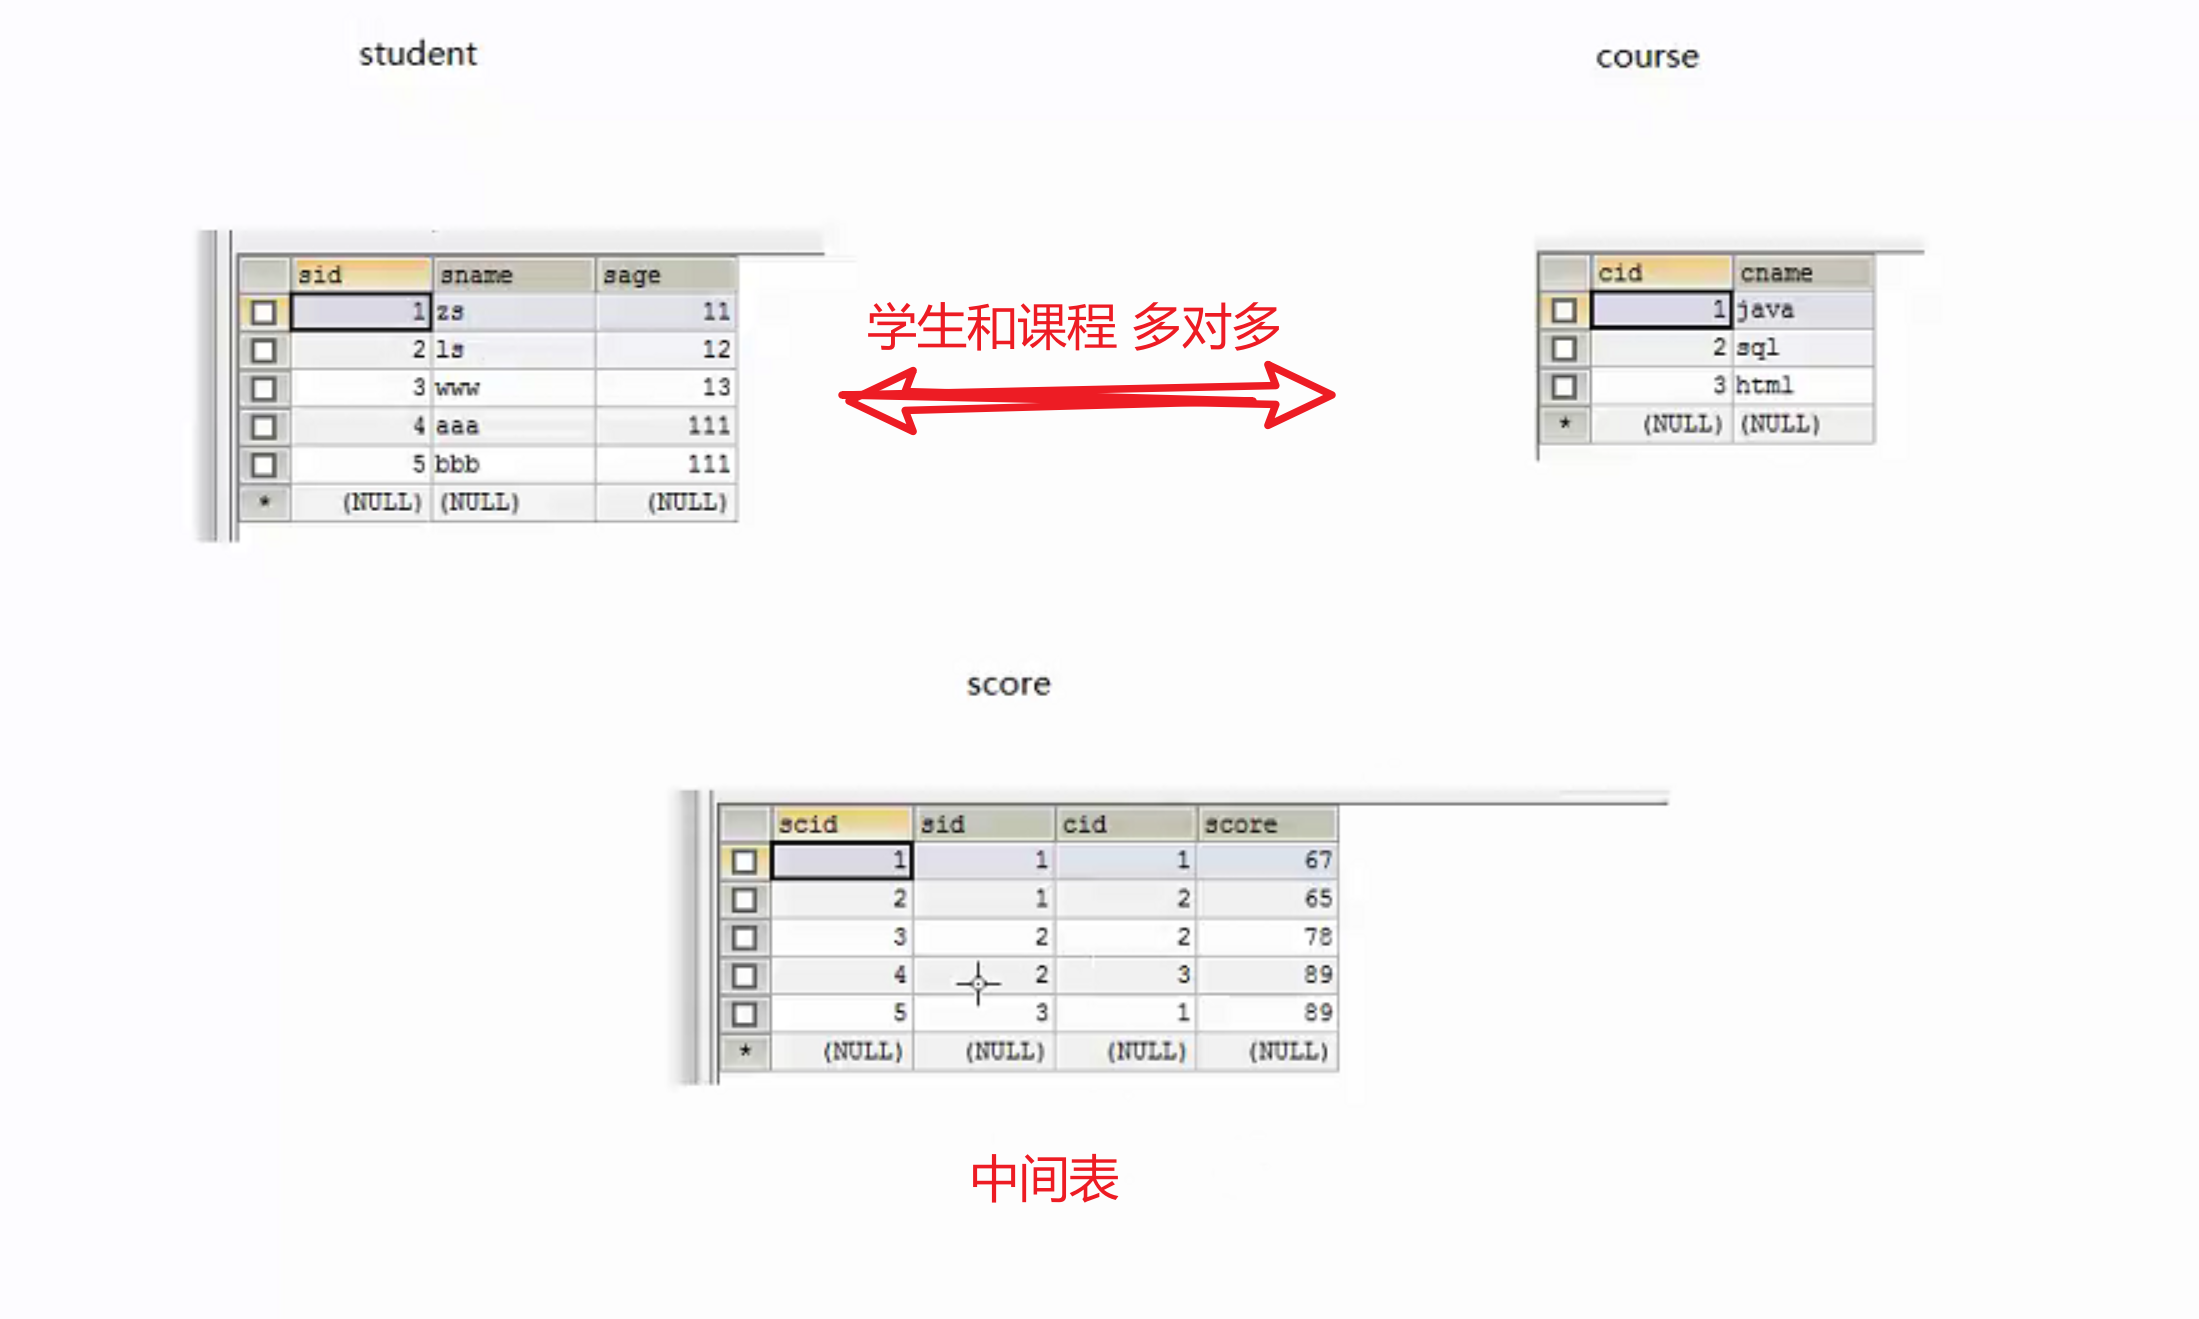 student
course
sid sname sage
1 zs 11
2 ls 12
3 www 13
4 aaa 111
5 bbb 111
* (NULL) (NULL) (NULL)
学生和课程 多对多
cid cname
1 java
2 sql
3 html
* (NULL) (NULL)
score
scid sid cid score
1 1 1 67
2 1 2 65
3 2 2 78
4 2 3 89
5 3 1 89
* (NULL) (NULL) (NULL) (NULL)
中间表